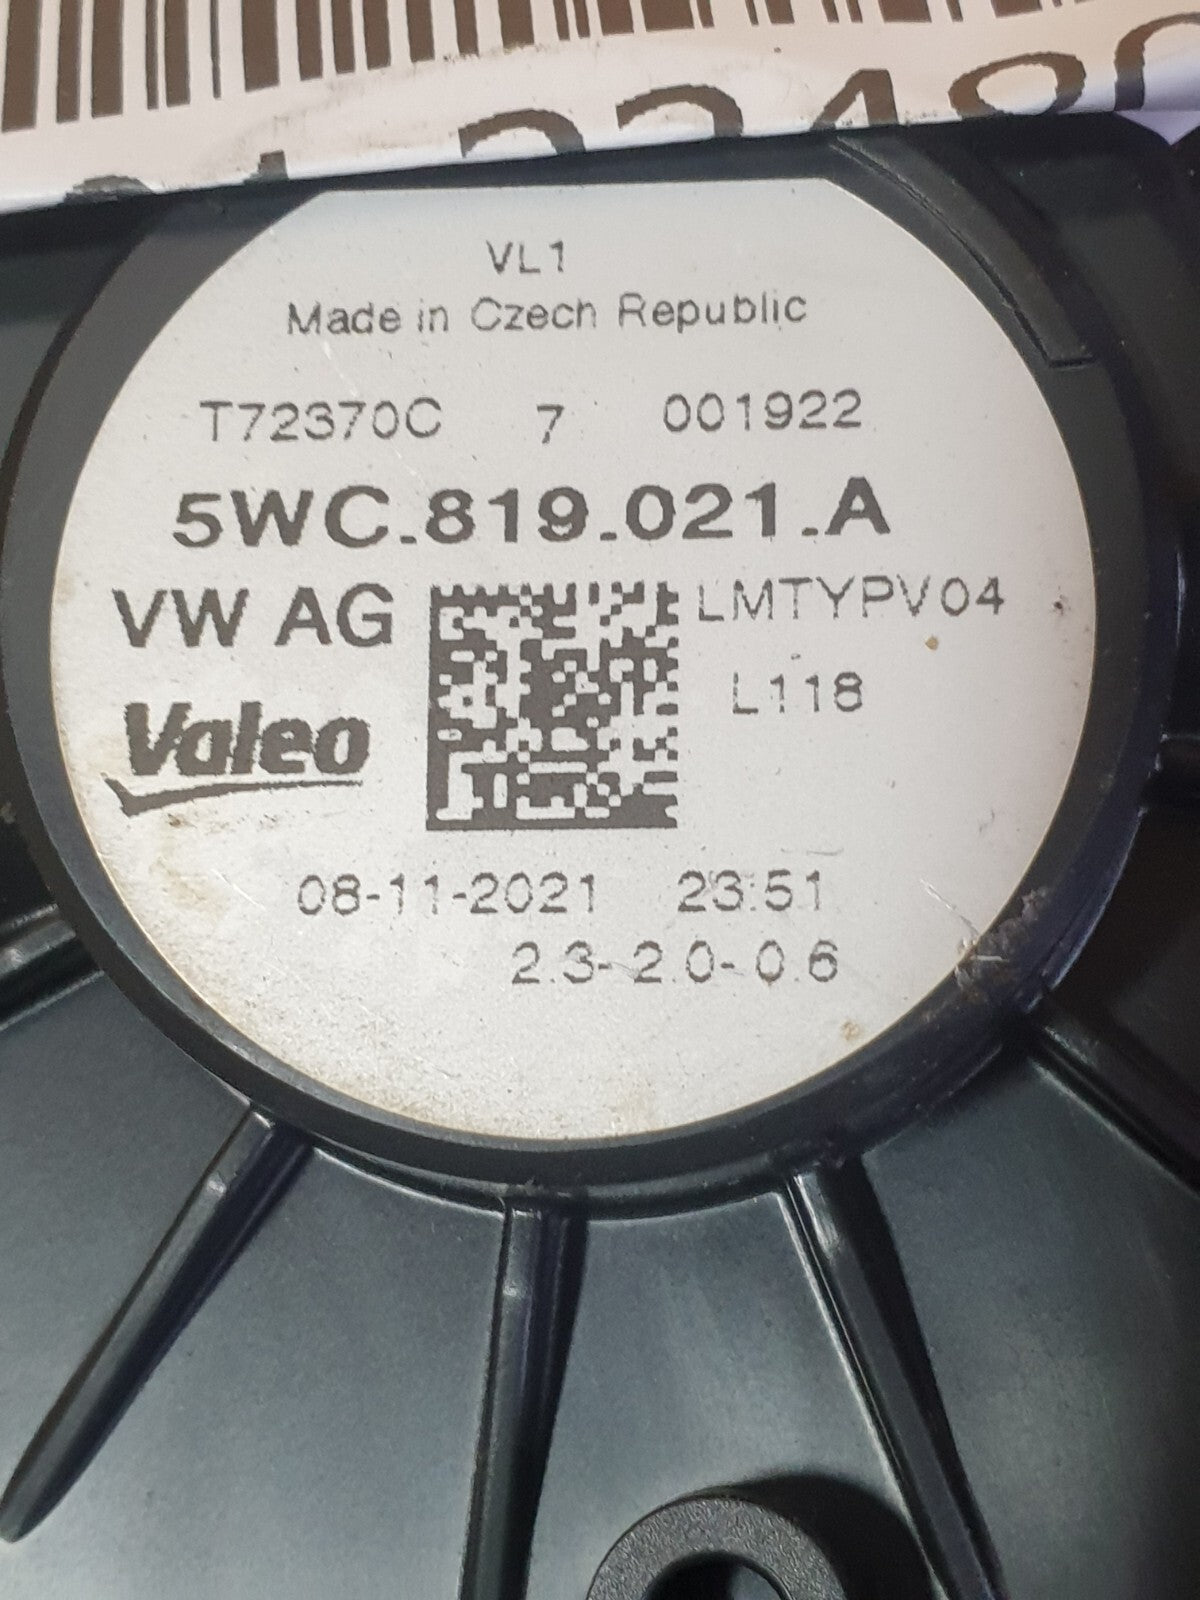 VL1
Made in Czech Republic
T72370C 7 001922
5WC.819.021.A
VW AG LMTYPV04
L118
Valeo
08-11-2021 23:51
2.3-2.0-0.6